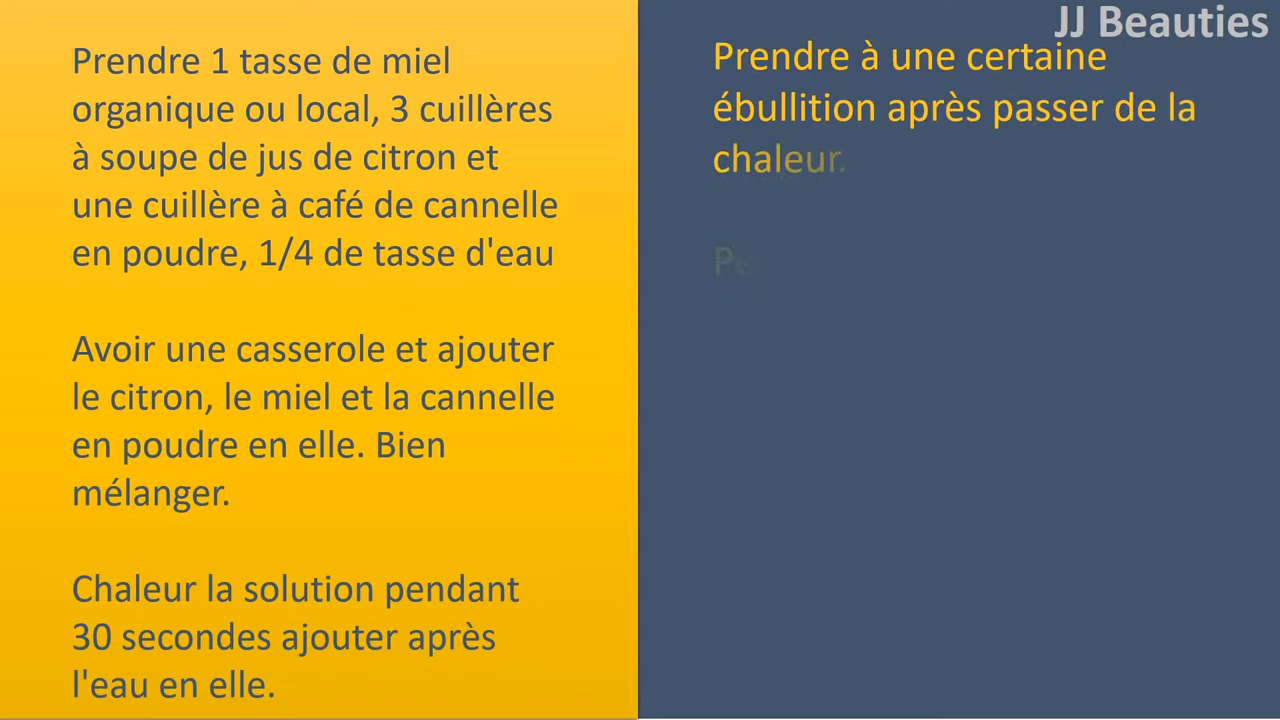 JJ Beauties
Prendre 1 tasse de miel
organique ou local, 3 cuillères
à soupe de jus de citron et
une cuillère à café de cannelle
en poudre, 1/4 de tasse d'eau
Avoir une casserole et ajouter
le citron, le miel et la cannelle
en poudre en elle. Bien
mélanger.
Chaleur la solution pendant
30 secondes ajouter après
l'eau en elle.
Prendre à une certaine
ébullition après passer de la
chaleur.